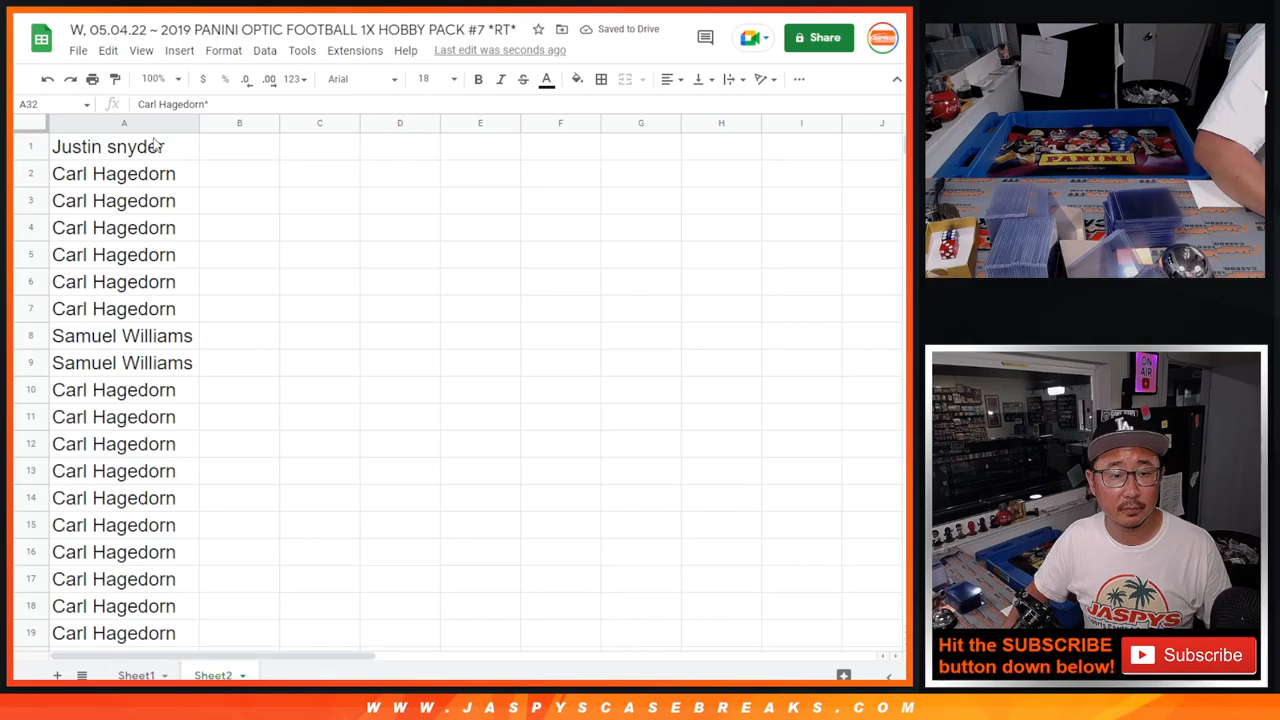 W, 05.04.22 ~ 2019 PANINI OPTIC FOOTBALL 1X HOBBY PACK #7 *RT*
Saved to Drive
Share
File Edit View Insert Format Data Tools Extensions Help Last edit was seconds ago
100% $ % .0 .00 123 Arial 18 B I S A
A32 fx Carl Hagedorn^
A B C D E F G H I J
1 Justin snyder
2 Carl Hagedorn
3 Carl Hagedorn
4 Carl Hagedorn
5 Carl Hagedorn
6 Carl Hagedorn
7 Carl Hagedorn
8 Samuel Williams
9 Samuel Williams
10 Carl Hagedorn
11 Carl Hagedorn
12 Carl Hagedorn
13 Carl Hagedorn
14 Carl Hagedorn
15 Carl Hagedorn
16 Carl Hagedorn
17 Carl Hagedorn
18 Carl Hagedorn
19 Carl Hagedorn
Sheet1 Sheet2
PANINI
ON
AIR
LA
JASPYS
Hit the SUBSCRIBE
button down below!
Subscribe
WWW.JASPYSCASEBREAKS.COM